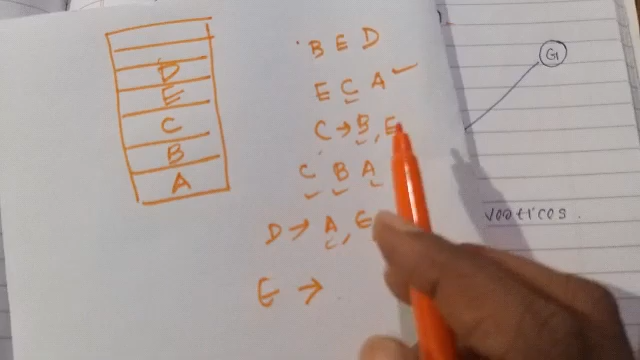 D
E
C
B
A
B E D
E C A ✓
C → B, E
C B A
D → A, E
E →
G
vertices.